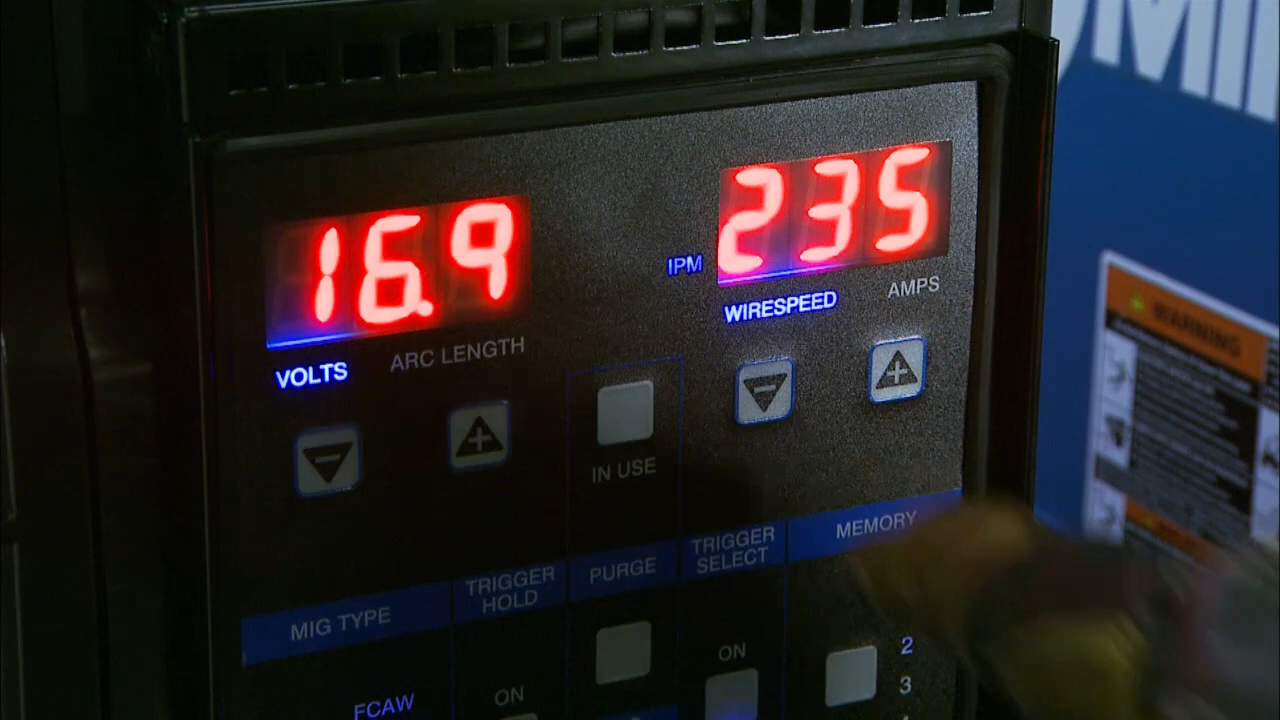 16.9
235
IPM
WIRESPEED
AMPS
VOLTS
ARC LENGTH
IN USE
WARNING
MEMORY
TRIGGER
SELECT
PURGE
TRIGGER
HOLD
MIG TYPE
2
3
ON
ON
FCAW